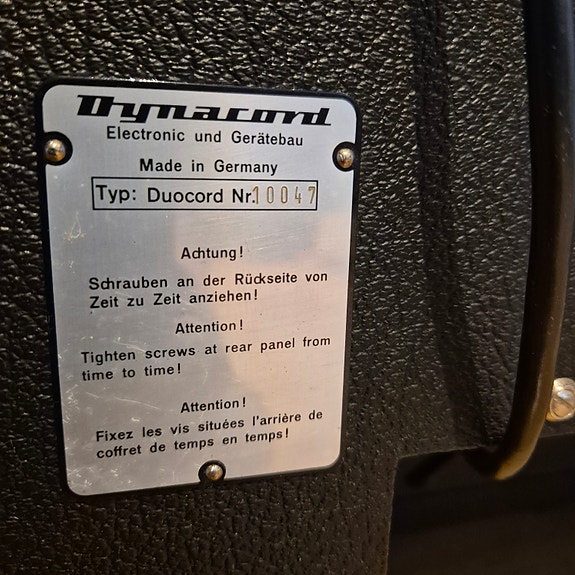 Dynacord
Electronic und Gerätebau
Made in Germany
Typ: Duocord Nr. 10047
Achtung!
Schrauben an der Rückseite von
Zeit zu Zeit anziehen!
Attention!
Tighten screws at rear panel from
time to time!
Attention!
Fixez les vis situées l'arrière de
coffret de temps en temps!